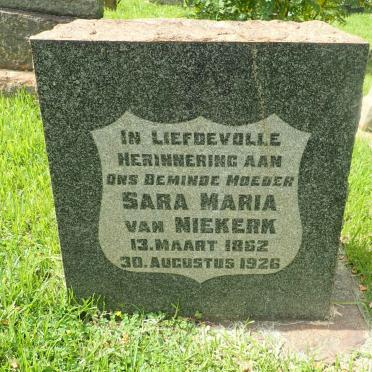 IN LIEFDEVOLLE
HERINNERING AAN
ONS BEMINDE MOEDER
SARA MARIA
VAN NIEKERK
13. MAART 1862
30. AUGUSTUS 1926